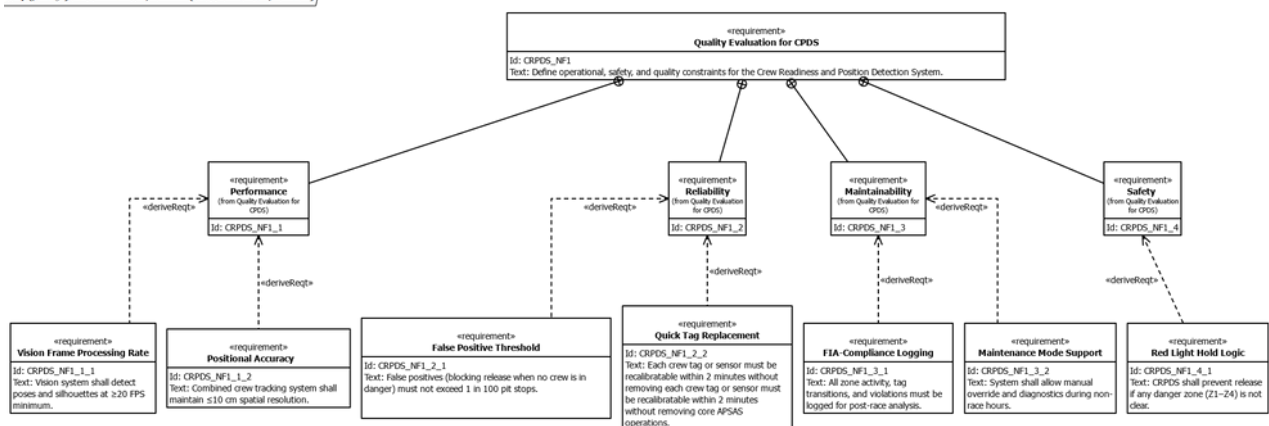 «requirement»
Quality Evaluation for CPDS
Id: CRPDS_NF1
Text: Define operational, safety, and quality constraints for the Crew Readiness and Position Detection System.
«requirement»
Performance
(from Quality Evaluation for
CPDS)
Id: CRPDS_NF1_1
«requirement»
Reliability
(from Quality Evaluation for
CPDS)
Id: CRPDS_NF1_2
«requirement»
Maintainability
(from Quality Evaluation for
CPDS)
Id: CRPDS_NF1_3
«requirement»
Safety
(from Quality Evaluation for
CPDS)
Id: CRPDS_NF1_4
«deriveReqt»
«deriveReqt»
«deriveReqt»
«deriveReqt»
«deriveReqt»
«deriveReqt»
«deriveReqt»
«requirement»
Vision Frame Processing Rate
Id: CRPDS_NF1_1_1
Text: Vision system shall detect
poses and silhouettes at ≥20 FPS
minimum.
«requirement»
Positional Accuracy
Id: CRPDS_NF1_1_2
Text: Combined crew tracking system shall
maintain ≤10 cm spatial resolution.
«requirement»
False Positive Threshold
Id: CRPDS_NF1_2_1
Text: False positives (blocking release when no crew is in
danger) must not exceed 1 in 100 pit stops.
«requirement»
Quick Tag Replacement
Id: CRPDS_NF1_2_2
Text: Each crew tag or sensor must be
recalibratable within 2 minutes without
removing each crew tag or sensor must
be recalibratable within 2 minutes
without removing core APSAS
operations.
«requirement»
FIA-Compliance Logging
Id: CRPDS_NF1_3_1
Text: All zone activity, tag
transitions, and violations must be
logged for post-race analysis.
«requirement»
Maintenance Mode Support
Id: CRPDS_NF1_3_2
Text: System shall allow manual
override and diagnostics during non-
race hours.
«requirement»
Red Light Hold Logic
Id: CRPDS_NF1_4_1
Text: CRPDS shall prevent release
if any danger zone (Z1–Z4) is not
clear.